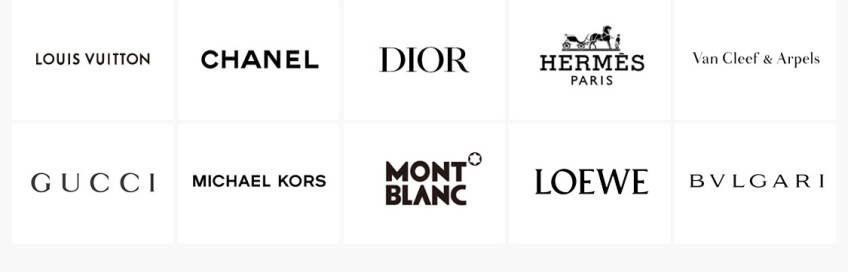 LOUIS VUITTON
CHANEL
DIOR
HERMÈS
PARIS
Van Cleef & Arpels
GUCCI
MICHAEL KORS
MONT
BLANC
LOEWE
BVLGARI